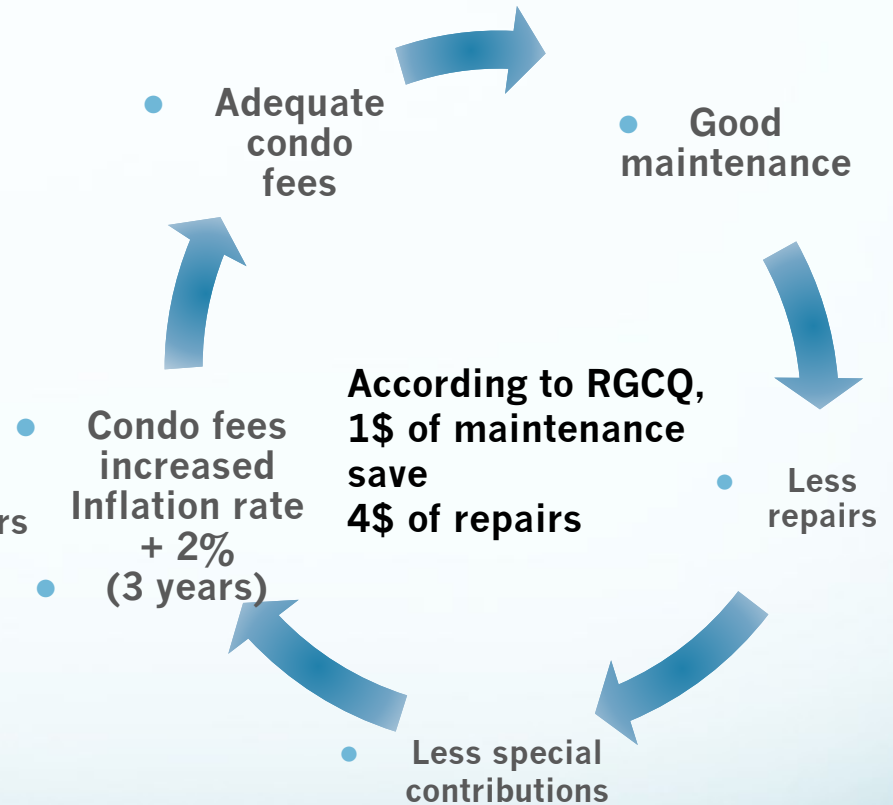 Adequate
condo
fees
Good
maintenance
According to RGCQ,
1$ of maintenance
save
4$ of repairs
Condo fees
increased
Inflation rate
+ 2%
(3 years)
rs
Less
repairs
Less special
contributions